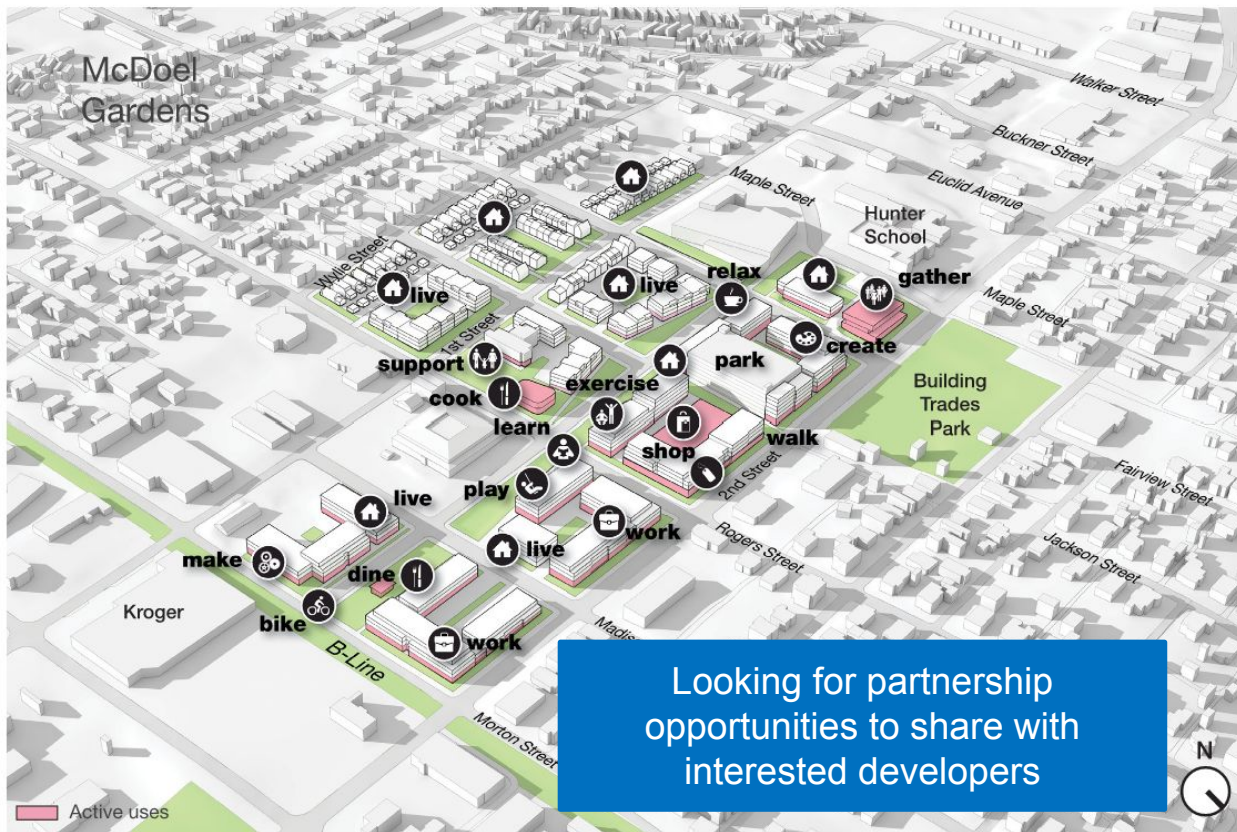 McDoel
Gardens
Walker Street
Buckner Street
Euclid Avenue
Maple Street
Hunter
School
gather
relax
Maple Street
Wylie Street
live
live
1st Street
support
create
park
exercise
cook
Building
Trades
Park
learn
walk
shop
2nd Street
Fairview Street
play
live
work
Rogers Street
Jackson Street
live
make
dine
Kroger
bike
work
B-Line
Morton Street
Looking for partnership
opportunities to share with
interested developers
N
Active uses